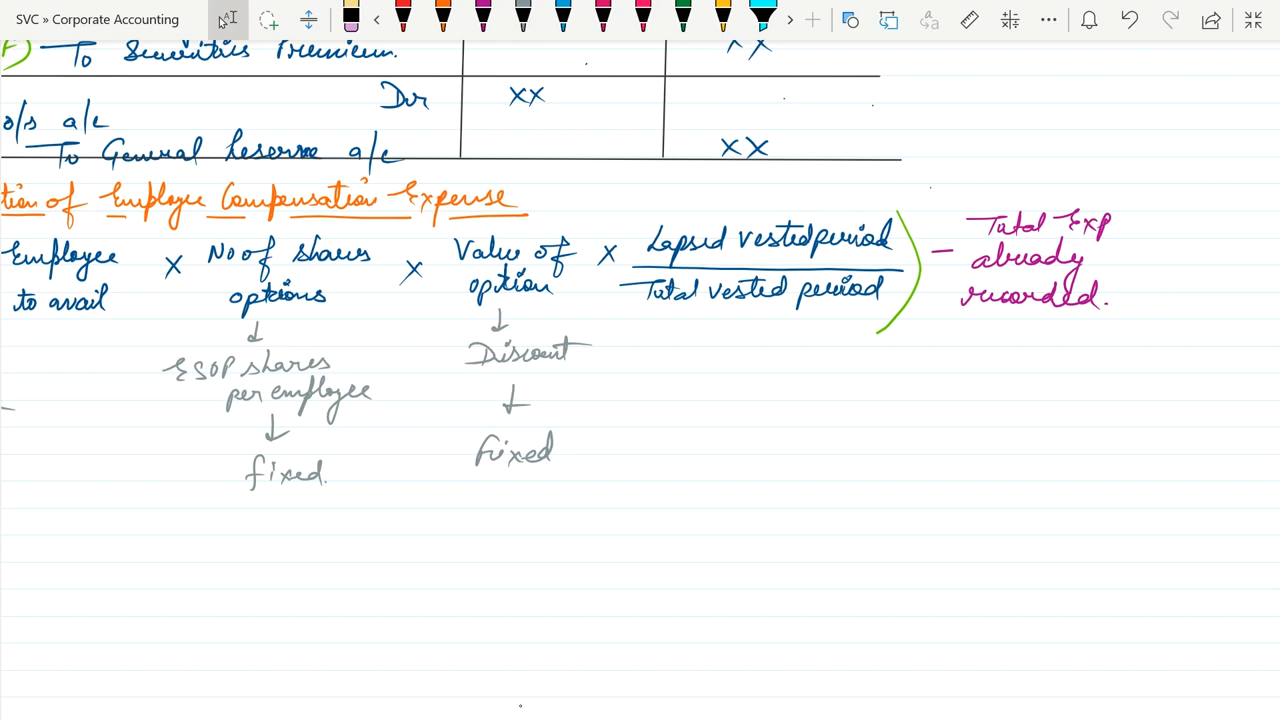 SVC » Corporate Accounting
F) To Securities Premium. XX
Dr XX
o/s a/c
To General Reserve a/c XX
tion of Employee Compensation Expense
Employee to avail × No of shares options × Value of option × Lapsed vested period / Total vested period) - Total Exp already recorded.
↓ ↓
ESOP shares per employee Discount
↓ ↓
fixed. Fixed